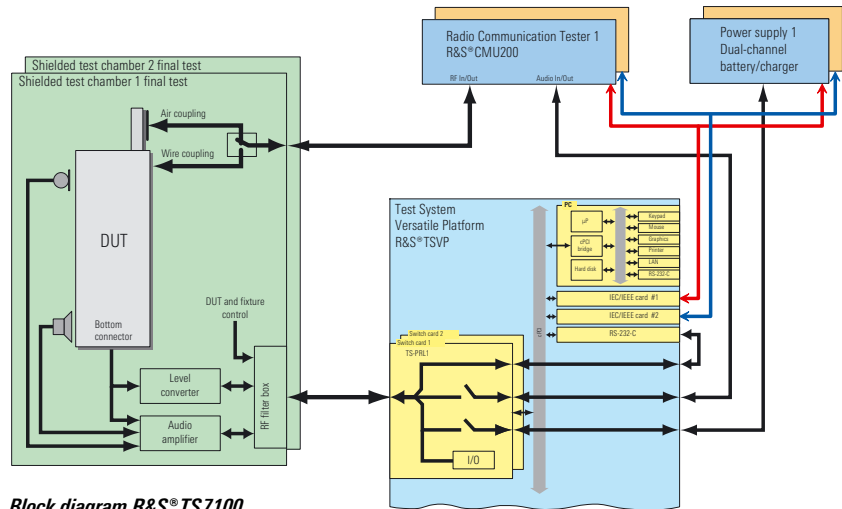 Shielded test chamber 2 final test
Shielded test chamber 1 final test
Air coupling
Wire coupling
DUT
Bottom
connector
DUT and fixture
control
Level
converter
Audio
amplifier
RF filter box
Radio Communication Tester 1
R&S®CMU200
RF In/Out
Audio In/Out
Power supply 1
Dual-channel
battery/charger
Test System
Versatile Platform
R&S®TSVP
PC
µP
cPCI
bridge
Hard disk
Keypad
Mouse
Graphics
Printer
LAN
RS-232-C
IEC/IEEE card #1
IEC/IEEE card #2
RS-232-C
Switch card 2
Switch card 1
TS-PRL1
I/O
Block diagram R&S®TS7100